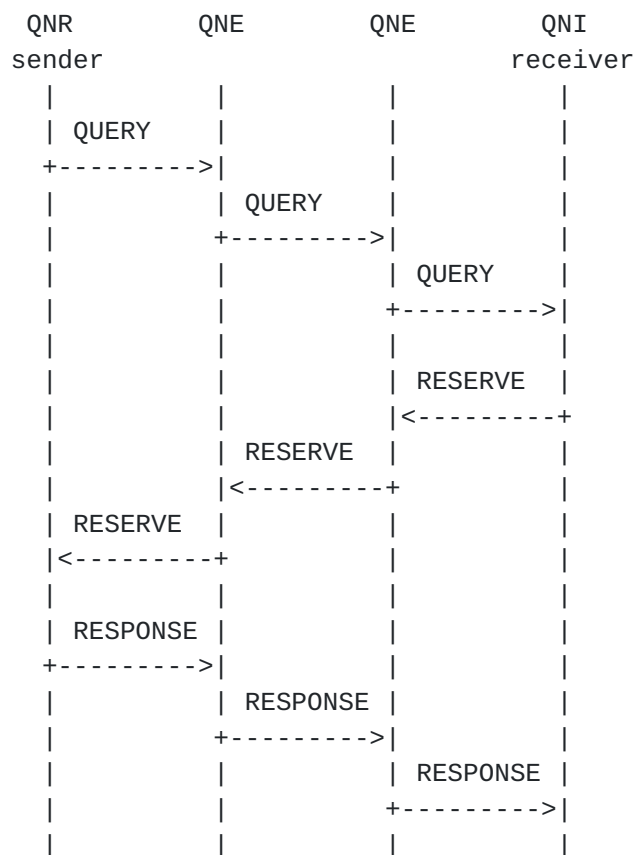 QNR QNE QNE QNI
sender receiver
QUERY
QUERY
QUERY
RESERVE
RESERVE
RESERVE
RESPONSE
RESPONSE
RESPONSE